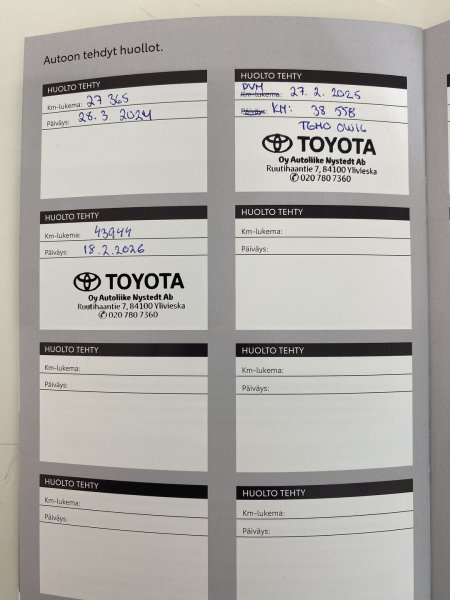 Autoon tehdyt huollot.
HUOLTO TEHTY
Km-lukema: 27 365
Päiväys: 28.3 2024
HUOLTO TEHTY
PVM
Km-lukema: 27. 2. 2025
Päiväys: KM: 38 558
TOYOTA
Oy Autoliike Nystedt Ab
Ruutihaantie 7, 84100 Ylivieska
✆ 020 780 7360
HUOLTO TEHTY
Km-lukema: 43944
Päiväys: 18.2.2026
TOYOTA
Oy Autoliike Nystedt Ab
Ruutihaantie 7, 84100 Ylivieska
✆ 020 780 7360
HUOLTO TEHTY
Km-lukema:
Päiväys:
HUOLTO TEHTY
Km-lukema:
Päiväys:
HUOLTO TEHTY
Km-lukema:
Päiväys:
HUOLTO TEHTY
Km-lukema:
Päiväys:
HUOLTO TEHTY
Km-lukema:
Päiväys: